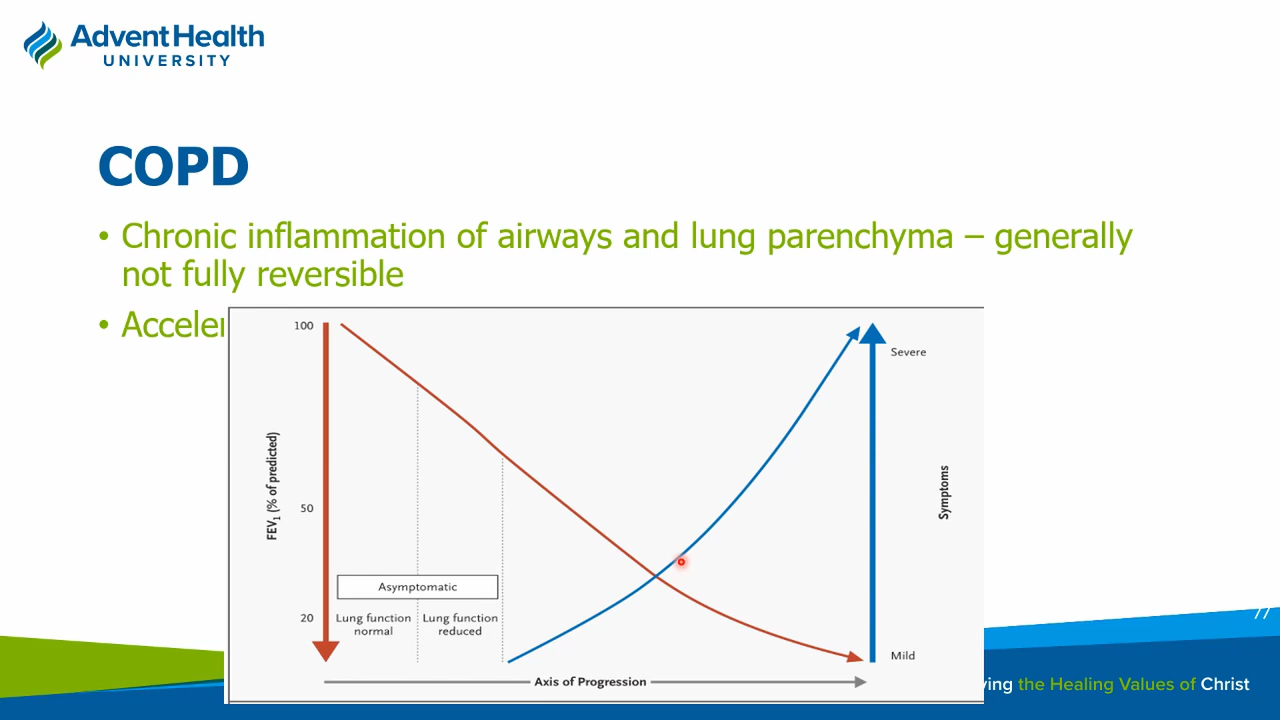 AdventHealth
UNIVERSITY
COPD
• Chronic inflammation of airways and lung parenchyma – generally
not fully reversible
• Acceler
100
50
20
FEV1 (% of predicted)
Asymptomatic
Lung function
normal
Lung function
reduced
Severe
Symptoms
Mild
Axis of Progression
77
the Healing Values of Christ